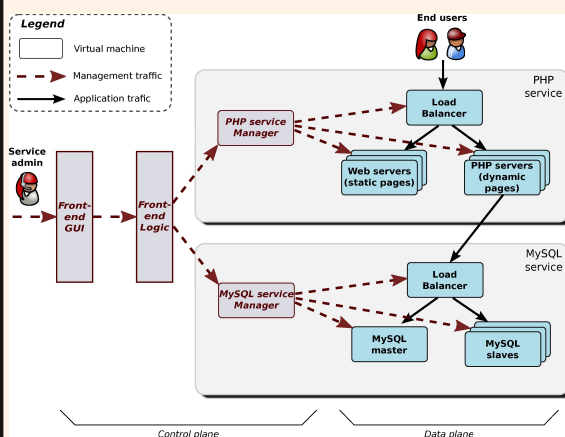 Legend
Virtual machine
Management traffic
Application trafic
End users
PHP
service
Load
Balancer
PHP service
Manager
Web servers
(static pages)
PHP servers
(dynamic
pages)
Service
admin
Front-
end
GUI
Front-
end
Logic
MySQL
service
Load
Balancer
MySQL service
Manager
MySQL
master
MySQL
slaves
Control plane
Data plane